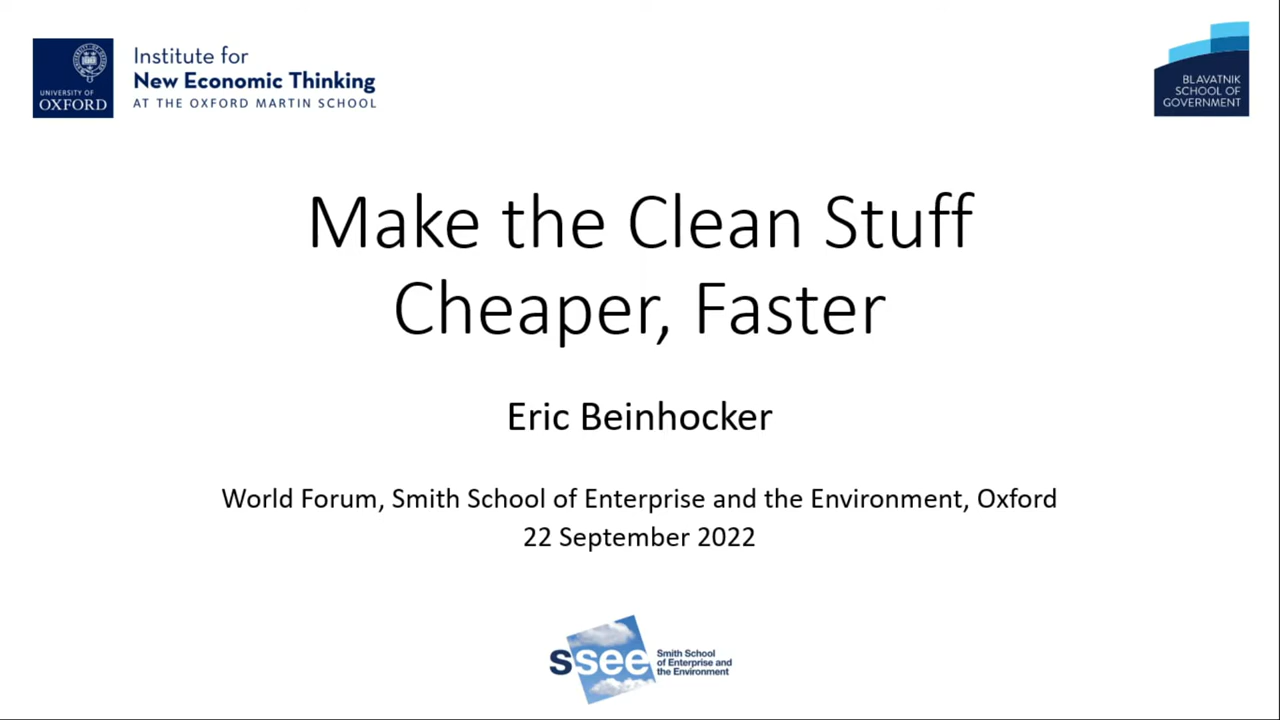 UNIVERSITY OF
OXFORD
Institute for
New Economic Thinking
AT THE OXFORD MARTIN SCHOOL
BLAVATNIK
SCHOOL OF
GOVERNMENT
Make the Clean Stuff
Cheaper, Faster
Eric Beinhocker
World Forum, Smith School of Enterprise and the Environment, Oxford
22 September 2022
ssee
Smith School
of Enterprise and
the Environment